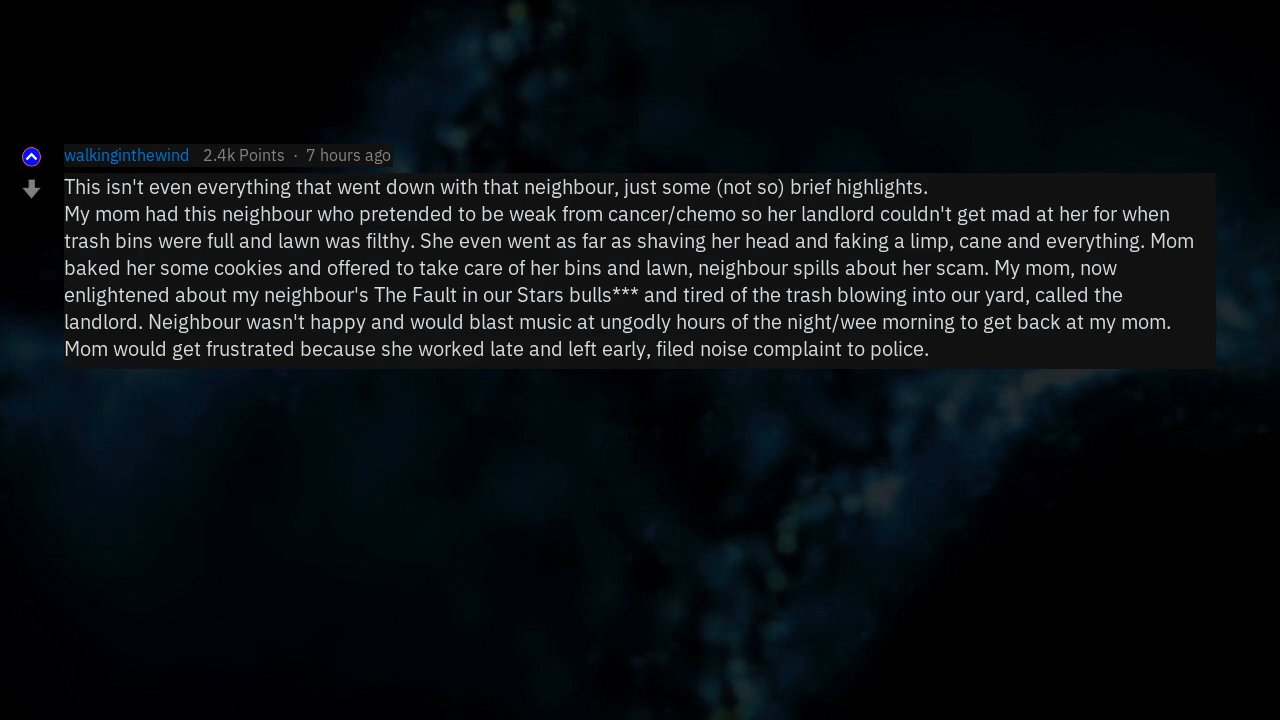 walkinginthewind 2.4k Points · 7 hours ago
This isn't even everything that went down with that neighbour, just some (not so) brief highlights.
My mom had this neighbour who pretended to be weak from cancer/chemo so her landlord couldn't get mad at her for when
trash bins were full and lawn was filthy. She even went as far as shaving her head and faking a limp, cane and everything. Mom
baked her some cookies and offered to take care of her bins and lawn, neighbour spills about her scam. My mom, now
enlightened about my neighbour's The Fault in our Stars bulls*** and tired of the trash blowing into our yard, called the
landlord. Neighbour wasn't happy and would blast music at ungodly hours of the night/wee morning to get back at my mom.
Mom would get frustrated because she worked late and left early, filed noise complaint to police.